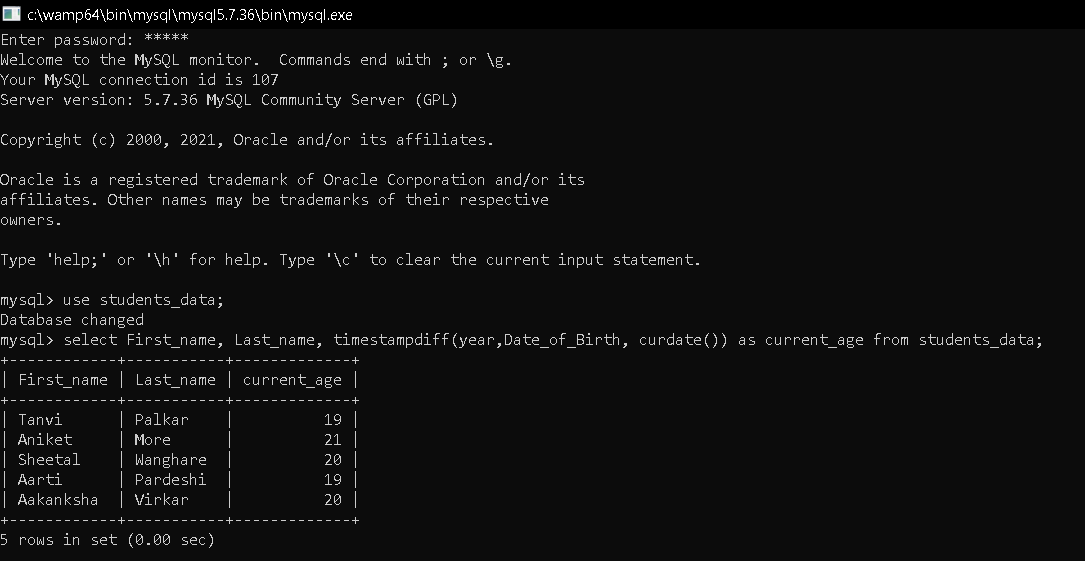 c:\wamp64\bin\mysql\mysql5.7.36\bin\mysql.exe
Enter password: *****
Welcome to the MySQL monitor.  Commands end with ; or \g.
Your MySQL connection id is 107
Server version: 5.7.36 MySQL Community Server (GPL)
Copyright (c) 2000, 2021, Oracle and/or its affiliates.
Oracle is a registered trademark of Oracle Corporation and/or its
affiliates. Other names may be trademarks of their respective
owners.
Type 'help;' or '\h' for help. Type '\c' to clear the current input statement.
mysql> use students_data;
Database changed
mysql> select First_name, Last_name, timestampdiff(year,Date_of_Birth, curdate()) as current_age from students_data;
+------------+-----------+-------------+
| First_name | Last_name | current_age |
+------------+-----------+-------------+
| Tanvi      | Palkar    |          19 |
| Aniket     | More      |          21 |
| Sheetal    | Wanghare  |          20 |
| Aarti      | Pardeshi  |          19 |
| Aakanksha  | Virkar    |          20 |
+------------+-----------+-------------+
5 rows in set (0.00 sec)